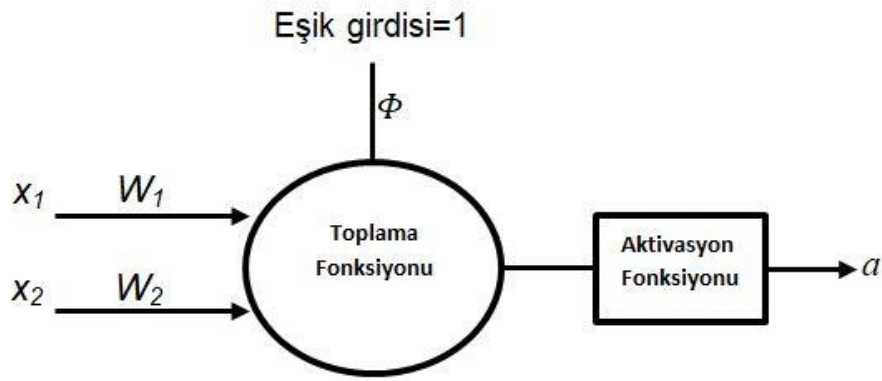 Eşik girdisi=1
Φ
x₁ W₁
Toplama
Fonksiyonu
Aktivasyon
Fonksiyonu
a
x₂ W₂